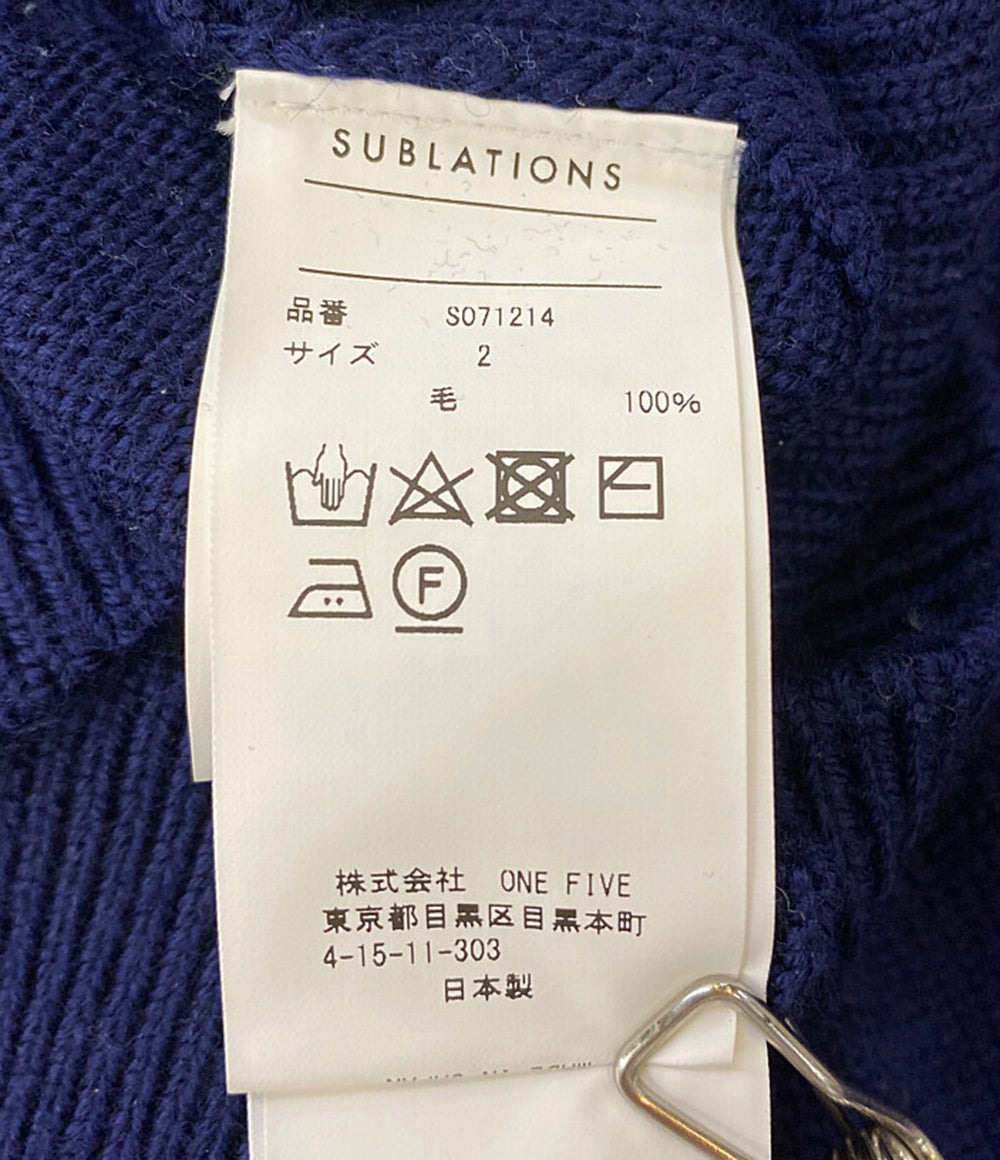 SUBLATIONS
品番 S071214
サイズ 2
毛 100%
F
株式会社 ONE FIVE
東京都目黒区目黒本町
4-15-11-303
日本製